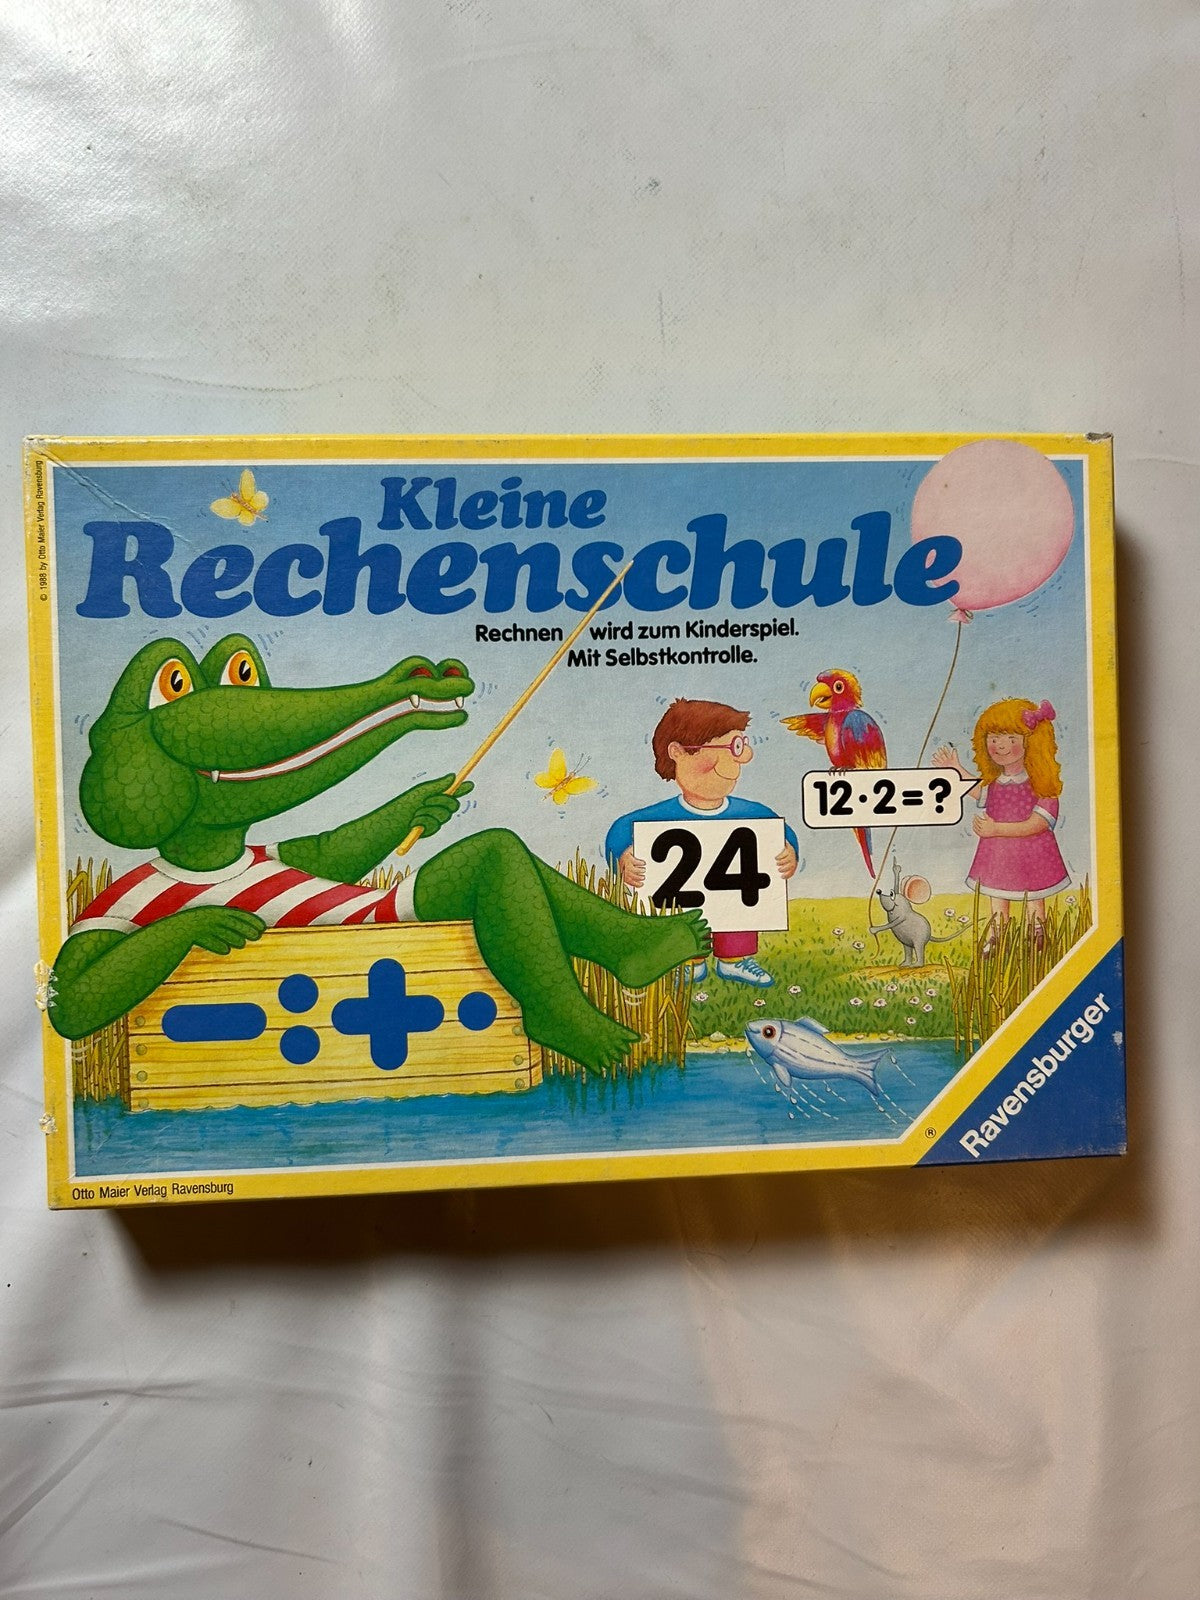 © 1988 by Otto Maier Verlag Ravensburg
Kleine
Rechenschule
Rechnen wird zum Kinderspiel.
Mit Selbstkontrolle.
12·2=?
24
- : + ·
Ravensburger
®
Otto Maier Verlag Ravensburg